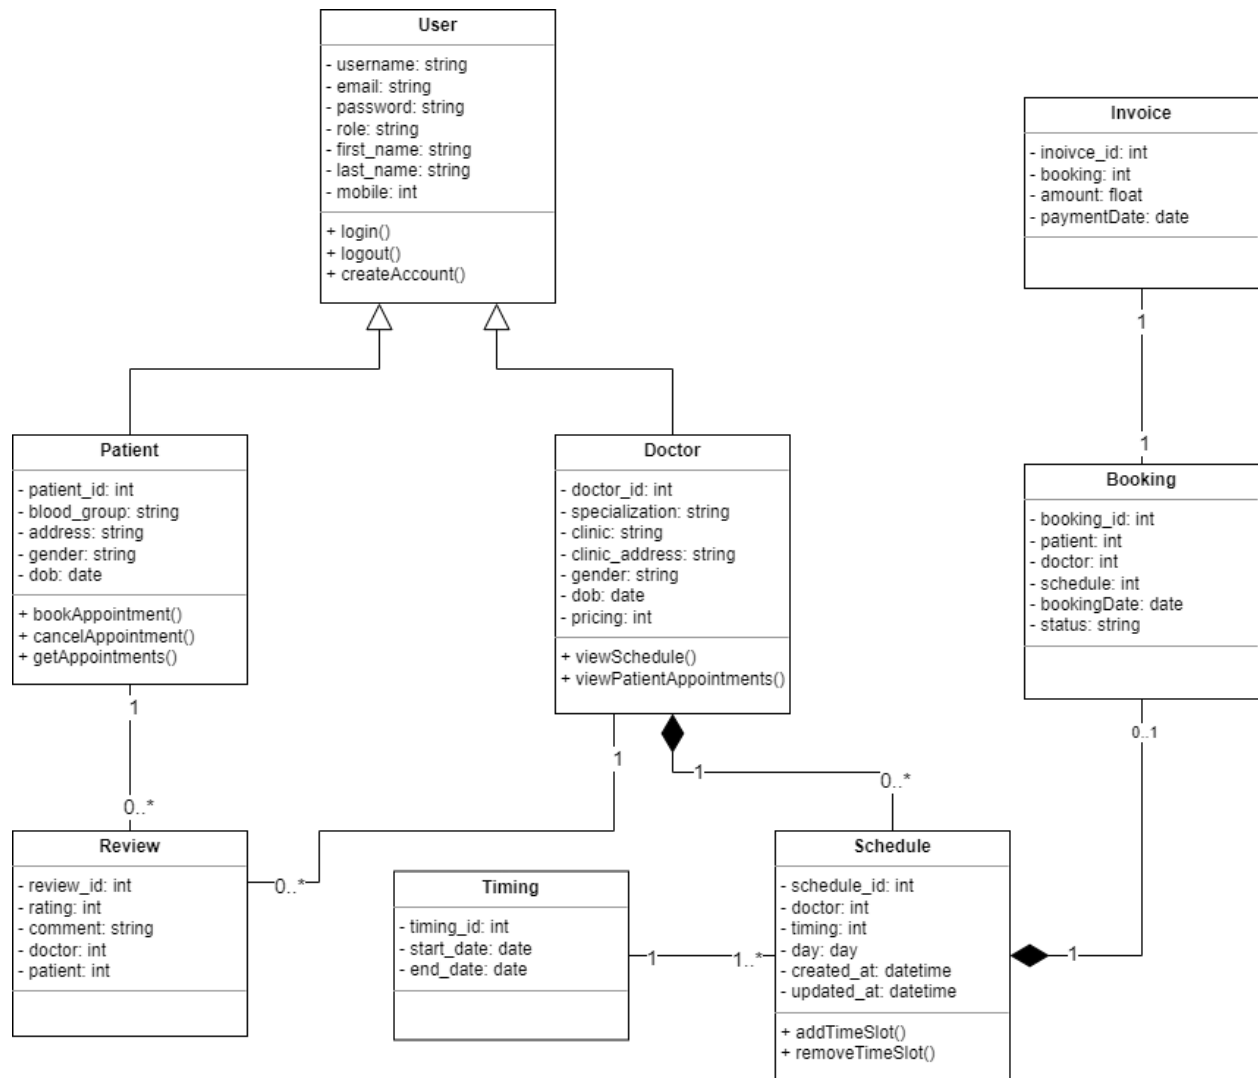 User
- username: string
- email: string
- password: string
- role: string
- first_name: string
- last_name: string
- mobile: int
+ login()
+ logout()
+ createAccount()
Invoice
- inoivce_id: int
- booking: int
- amount: float
- paymentDate: date
1
1
Patient
- patient_id: int
- blood_group: string
- address: string
- gender: string
- dob: date
+ bookAppointment()
+ cancelAppointment()
+ getAppointments()
Doctor
- doctor_id: int
- specialization: string
- clinic: string
- clinic_address: string
- gender: string
- dob: date
- pricing: int
+ viewSchedule()
+ viewPatientAppointments()
Booking
- booking_id: int
- patient: int
- doctor: int
- schedule: int
- bookingDate: date
- status: string
1
0..*
1
0..*
1
0..*
0..1
1
Review
- review_id: int
- rating: int
- comment: string
- doctor: int
- patient: int
Timing
- timing_id: int
- start_date: date
- end_date: date
1
1..*
Schedule
- schedule_id: int
- doctor: int
- timing: int
- day: day
- created_at: datetime
- updated_at: datetime
+ addTimeSlot()
+ removeTimeSlot()